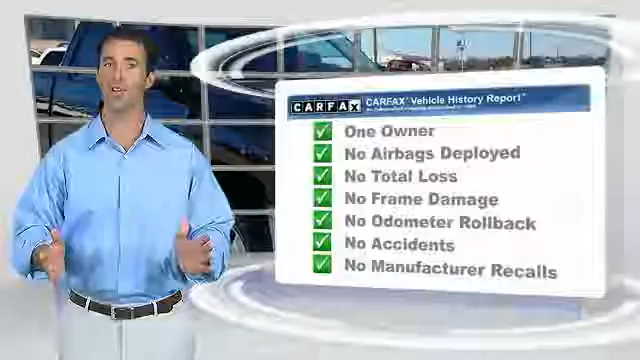 CARFAX CARFAX Vehicle History Report™
One Owner
No Airbags Deployed
No Total Loss
No Frame Damage
No Odometer Rollback
No Accidents
No Manufacturer Recalls